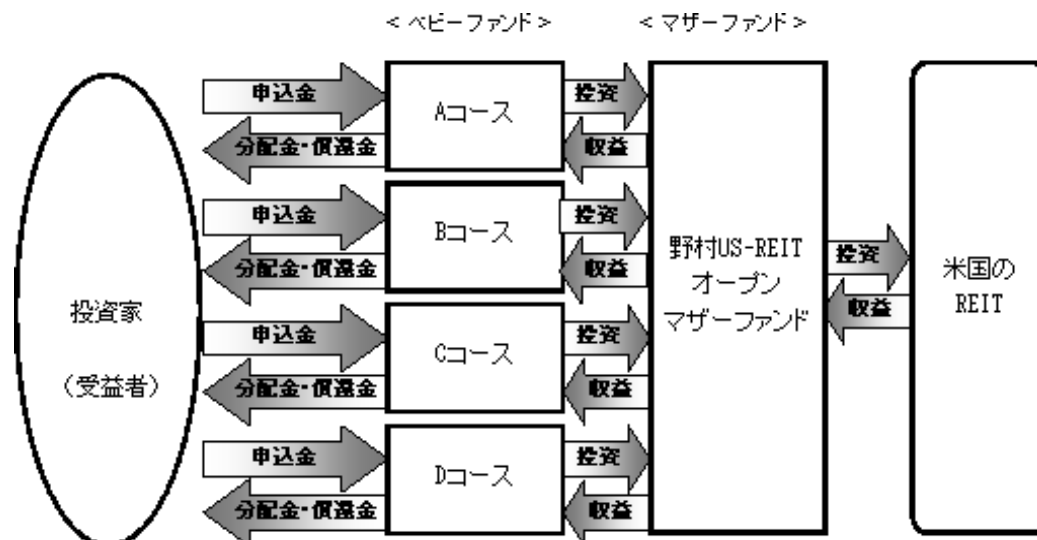 ＜ベビーファンド＞
＜マザーファンド＞
申込金
Aコース
投資
分配金・償還金
収益
申込金
Bコース
投資
分配金・償還金
収益
申込金
Cコース
投資
分配金・償還金
収益
申込金
Dコース
投資
分配金・償還金
収益
投資家
（受益者）
野村US-REIT
オープン
マザーファンド
投資
収益
米国の
REIT